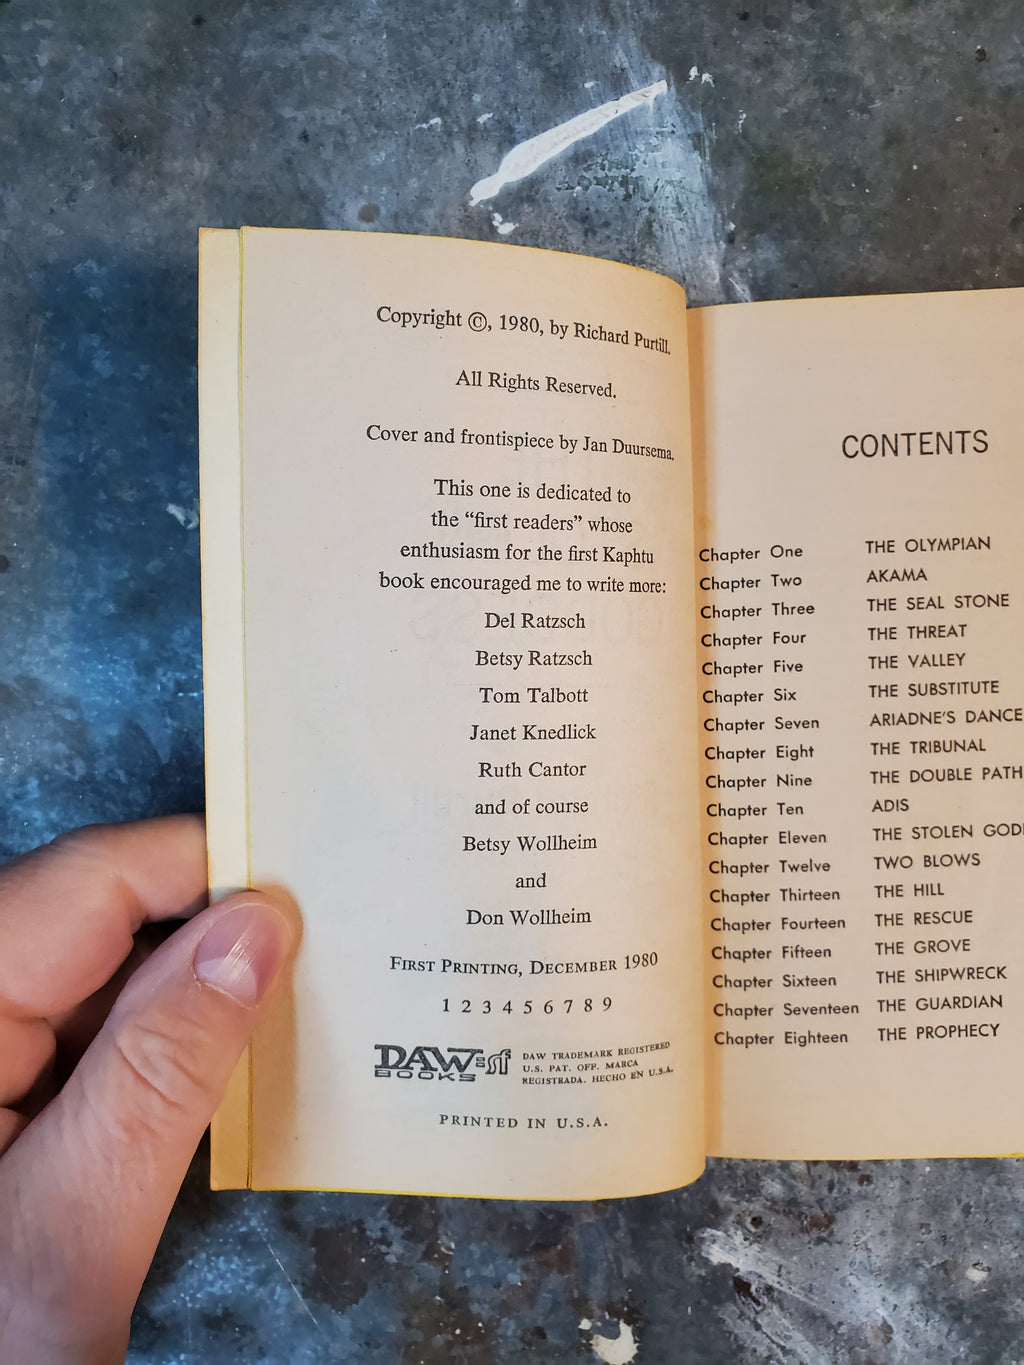 Copyright ©, 1980, by Richard Purtill.
All Rights Reserved.
Cover and frontispiece by Jan Duursema.
This one is dedicated to
the “first readers” whose
enthusiasm for the first Kaphtu
book encouraged me to write more:
Del Ratzsch
Betsy Ratzsch
Tom Talbott
Janet Knedlick
Ruth Cantor
and of course
Betsy Wollheim
and
Don Wollheim
FIRST PRINTING, DECEMBER 1980
1 2 3 4 5 6 7 8 9
DAW sf
BOOKS
DAW TRADEMARK REGISTERED
U.S. PAT. OFF. MARCA
REGISTRADA. HECHO EN U.S.A.
PRINTED IN U.S.A.
CONTENTS
Chapter One THE OLYMPIAN
Chapter Two AKAMA
Chapter Three THE SEAL STONE
Chapter Four THE THREAT
Chapter Five THE VALLEY
Chapter Six THE SUBSTITUTE
Chapter Seven ARIADNE'S DANCE
Chapter Eight THE TRIBUNAL
Chapter Nine THE DOUBLE PATH
Chapter Ten ADIS
Chapter Eleven THE STOLEN
Chapter Twelve TWO BLOWS
Chapter Thirteen THE HILL
Chapter Fourteen THE RESCUE
Chapter Fifteen THE GROVE
Chapter Sixteen THE SHIPWRECK
Chapter Seventeen THE GUARDIAN
Chapter Eighteen THE PROPHECY